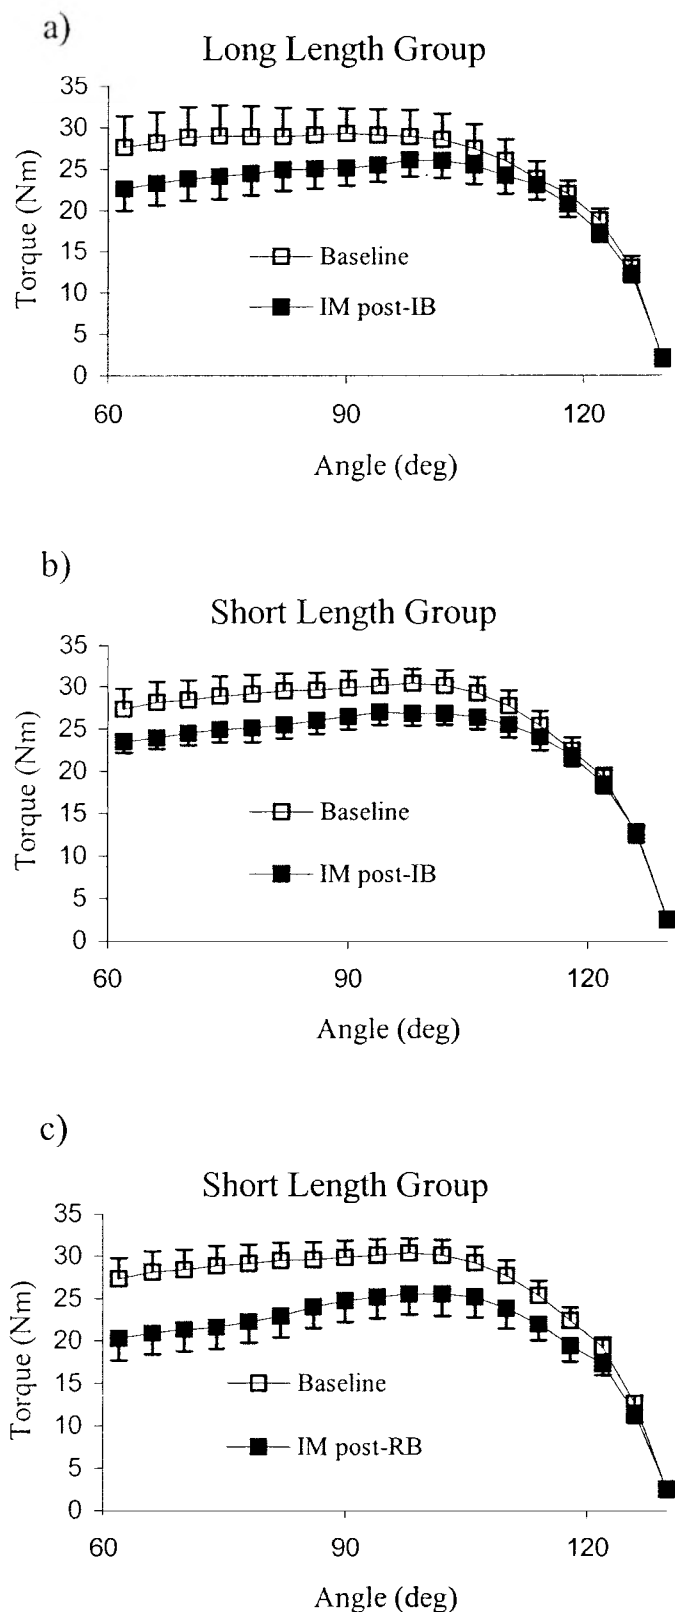 a)
Long Length Group
35
30
25
20
15
10
5
0
Torque (Nm)
Baseline
IM post-IB
60
90
120
Angle (deg)
b)
Short Length Group
35
30
25
20
15
10
5
0
Torque (Nm)
Baseline
IM post-IB
60
90
120
Angle (deg)
c)
Short Length Group
35
30
25
20
15
10
5
0
Torque (Nm)
Baseline
IM post-RB
60
90
120
Angle (deg)